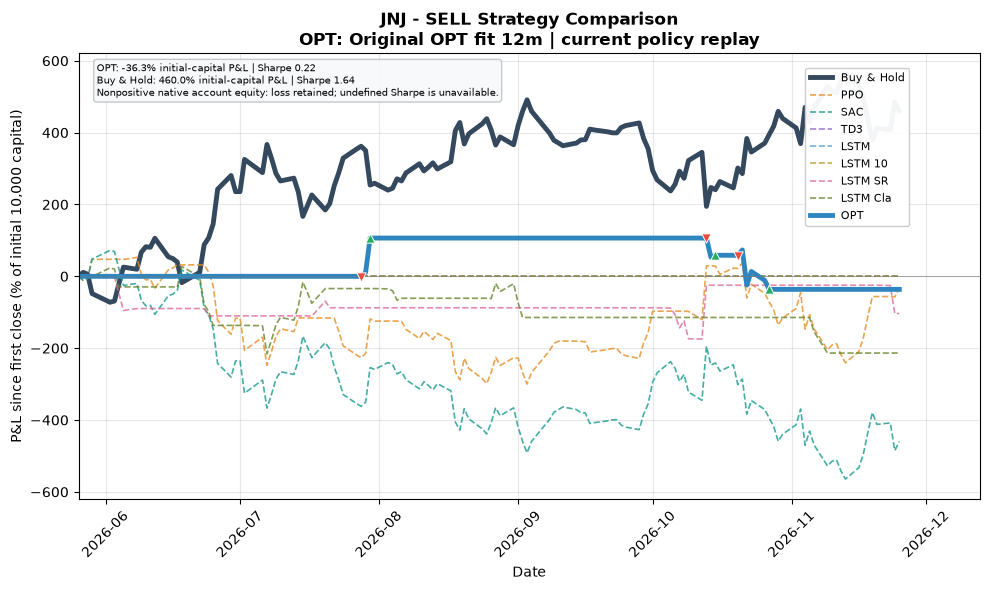 JNJ - SELL Strategy Comparison
OPT: Original OPT fit 12m | current policy replay
OPT: -36.3% initial-capital P&L | Sharpe 0.22
Buy & Hold: 460.0% initial-capital P&L | Sharpe 1.64
Nonpositive native account equity: loss retained; undefined Sharpe is unavailable.
Buy & Hold
PPO
SAC
TD3
LSTM
LSTM 10
LSTM SR
LSTM Cla
OPT
P&L since first close (% of initial 10,000 capital)
600
400
200
0
−200
−400
−600
2026-06
2026-07
2026-08
2026-09
2026-10
2026-11
2026-12
Date